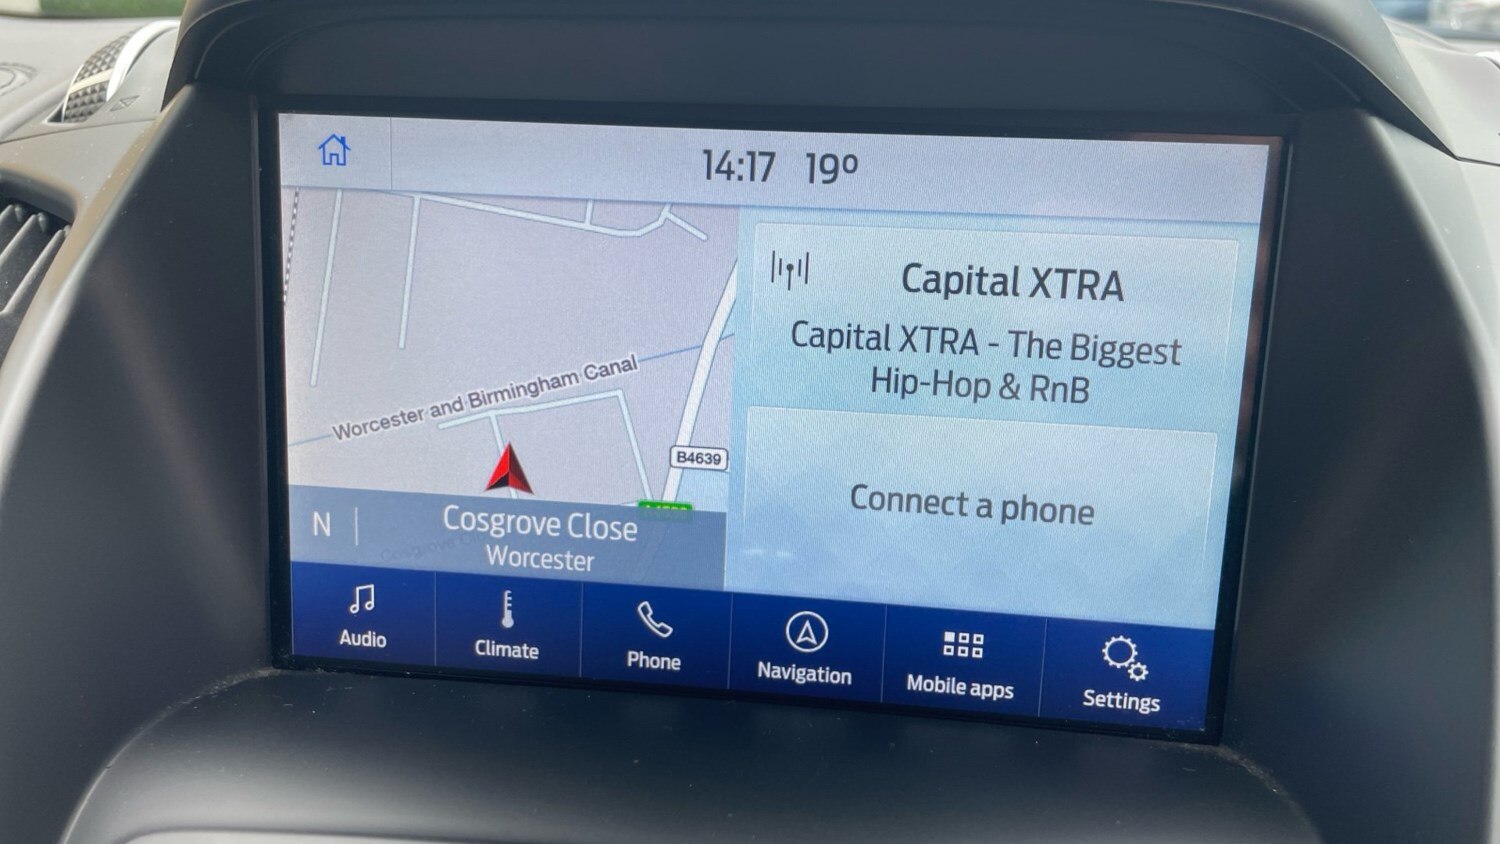 14:17 19º
Capital XTRA
Capital XTRA - The Biggest
Hip-Hop & RnB
Worcester and Birmingham Canal
B4639
Connect a phone
N
Cosgrove Close
Worcester
Audio
Climate
Phone
Navigation
Mobile apps
Settings